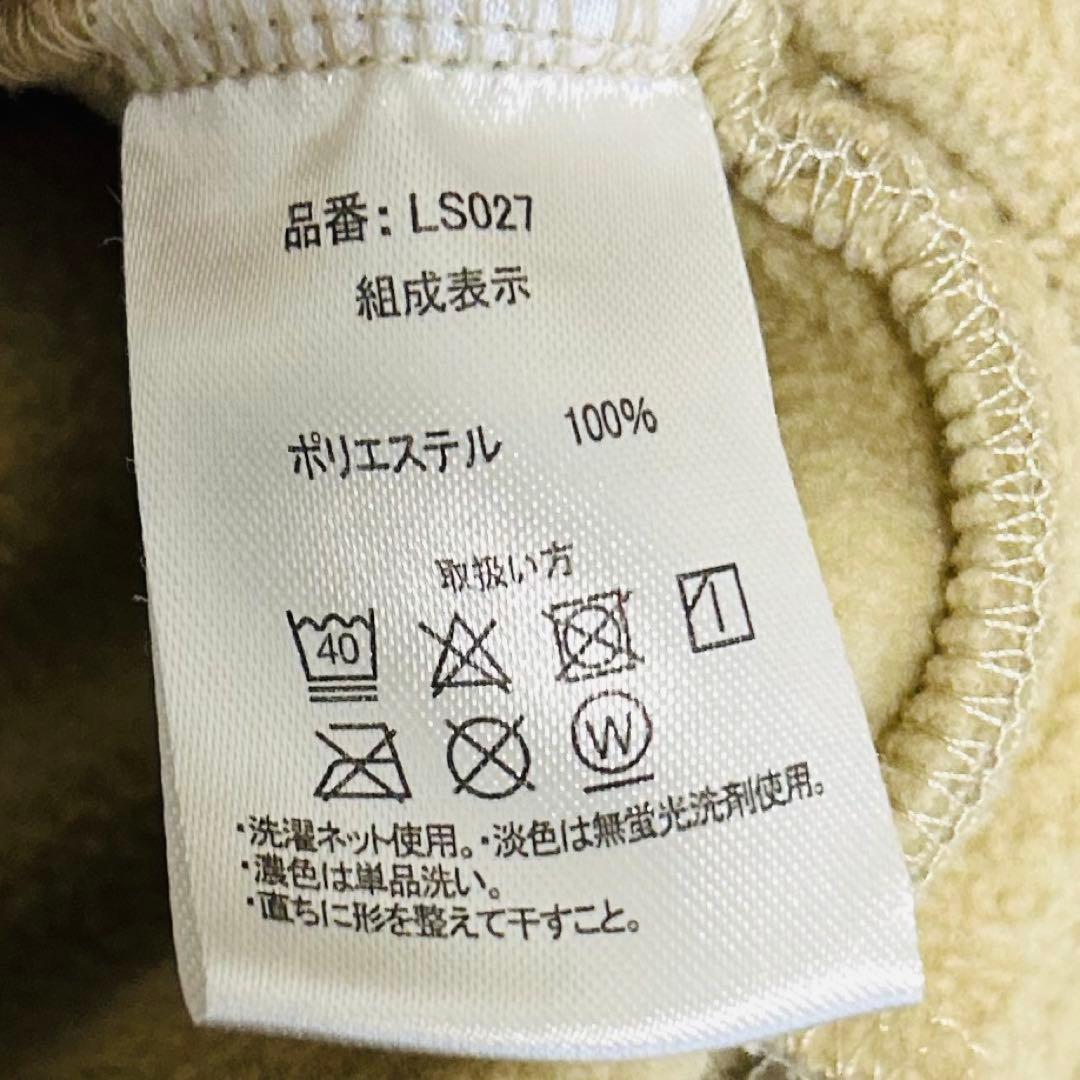 品番: LS027
組成表示
ポリエステル 100%
取扱い方
40
W
・洗濯ネット使用。・淡色は無蛍光洗剤使用。
・濃色は単品洗い。
・直ちに形を整えて干すこと。